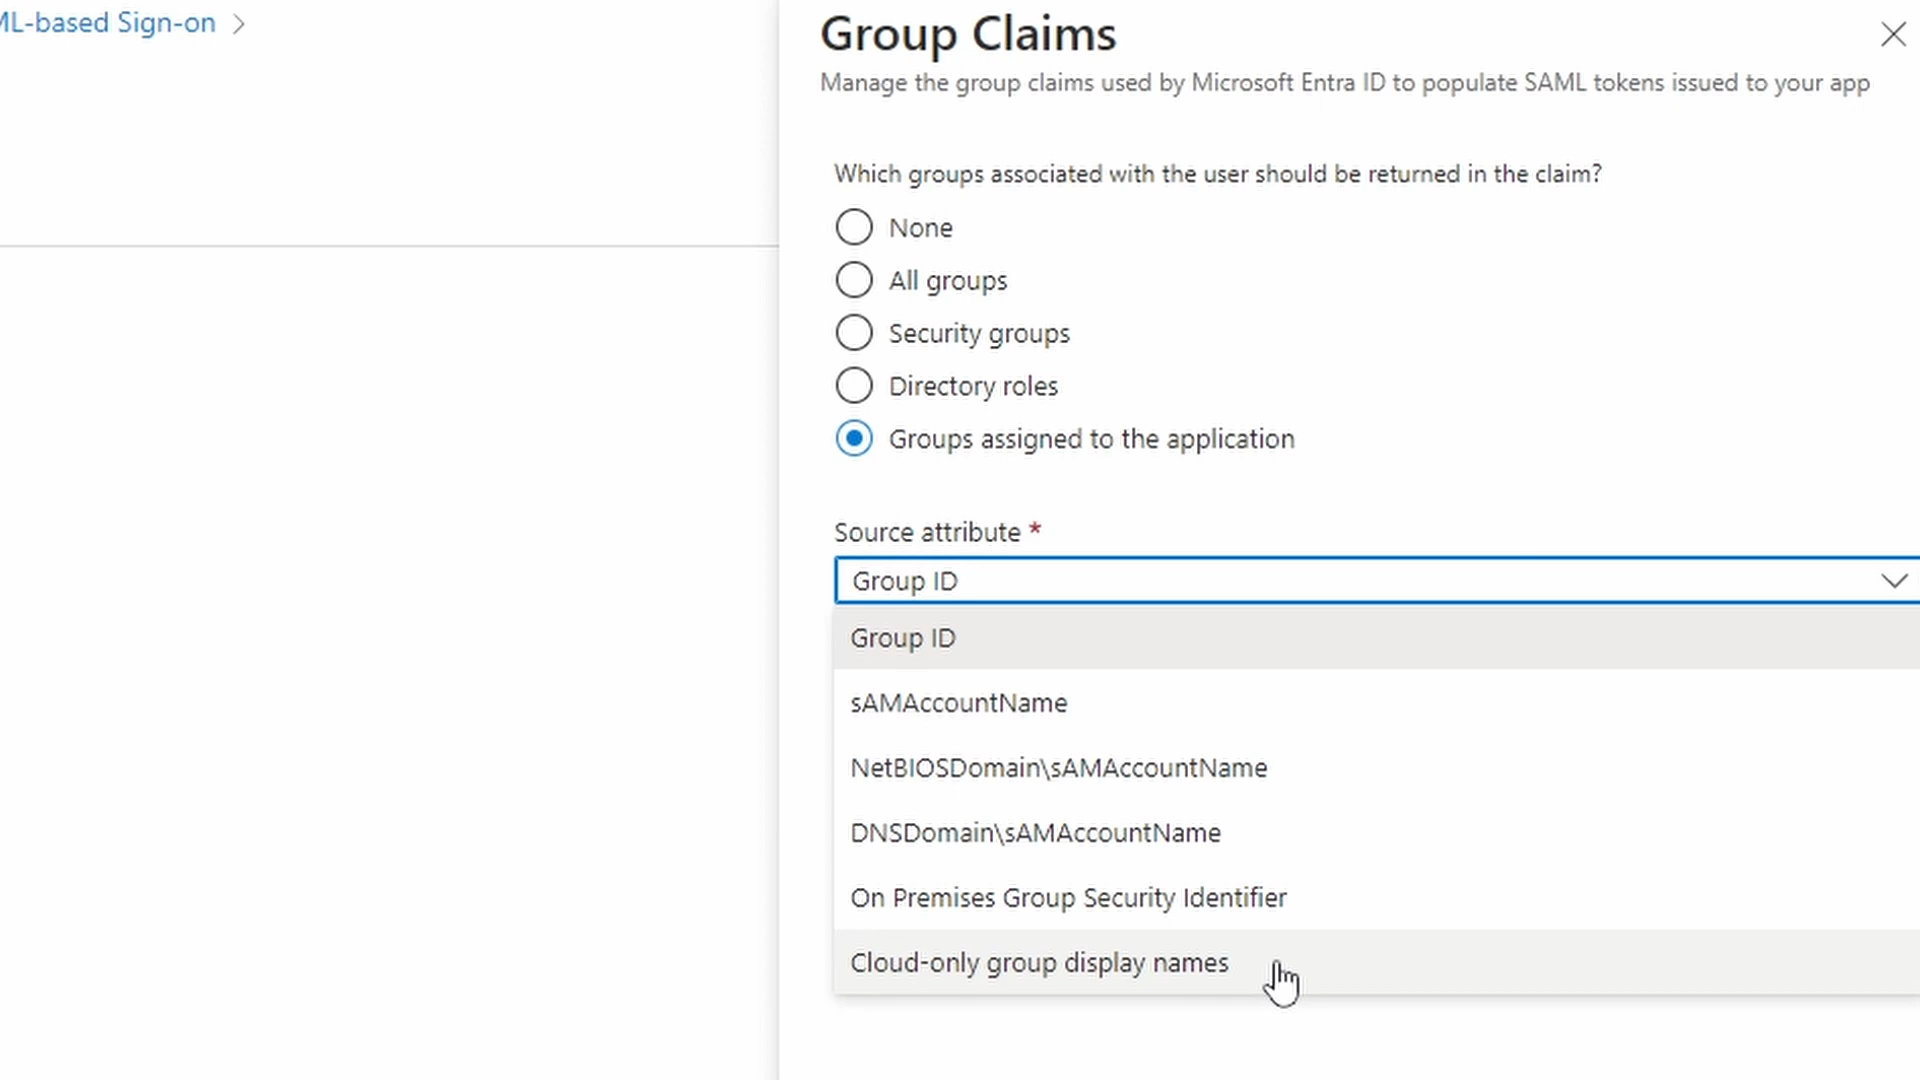 ML-based Sign-on
Group Claims
Manage the group claims used by Microsoft Entra ID to populate SAML tokens issued to your app
Which groups associated with the user should be returned in the claim?
None
All groups
Security groups
Directory roles
Groups assigned to the application
Source attribute *
Group ID
Group ID
sAMAccountName
NetBIOSDomain\sAMAccountName
DNSDomain\sAMAccountName
On Premises Group Security Identifier
Cloud-only group display names